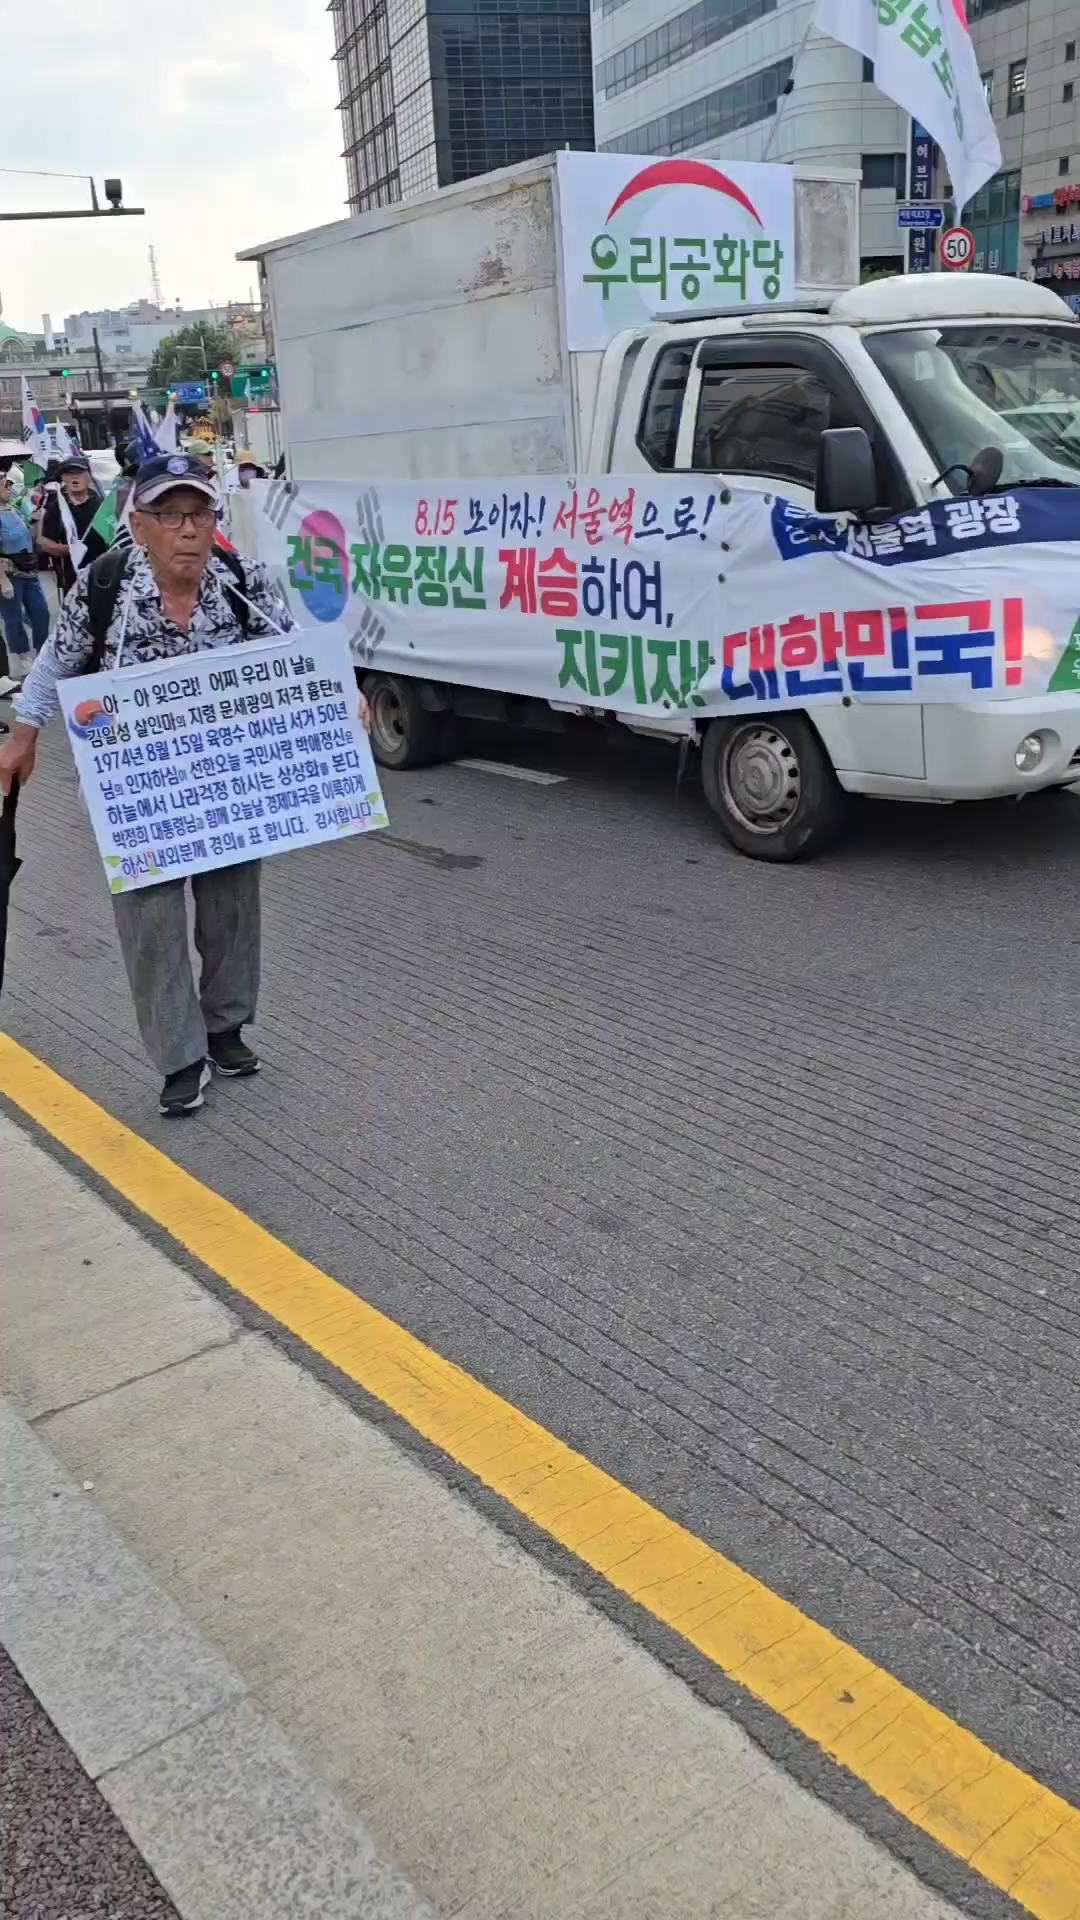 우리공화당
50
8.15 모이자! 서울역으로!
건국 자유정신 계승하여,
지키자! 대한민국!
서울역 광장
아-아 잊으랴! 어찌 우리 이 날을
김일성 살인마의 지령 문세광의 저격 흉탄에
1974년 8월 15일 육영수 여사님 서거 50년
님의 인자하심이 선한오늘 국민사랑 박애정신은
하늘에서 나라걱정 하시는 상상화를 본다
박정희 대통령님과 함께 오늘날 경제대국을 이룩하게
하신 내외분께 경의를 표 합니다. 감사합니다.